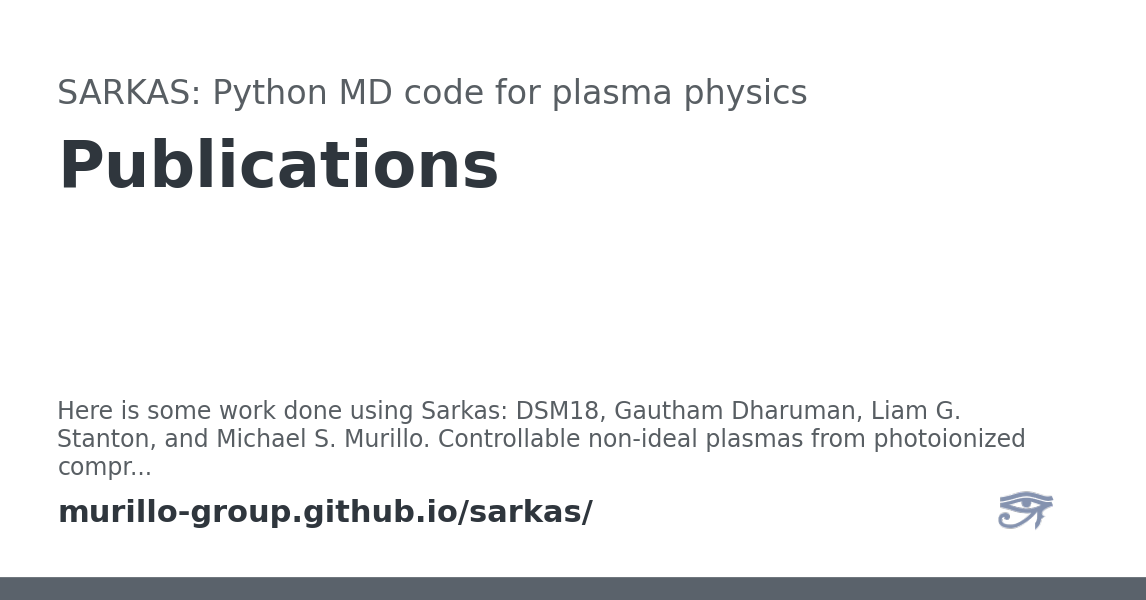 SARKAS: Python MD code for plasma physics
Publications
Here is some work done using Sarkas: DSM18, Gautham Dharuman, Liam G.
Stanton, and Michael S. Murillo. Controllable non-ideal plasmas from photoionized
compr...
murillo-group.github.io/sarkas/